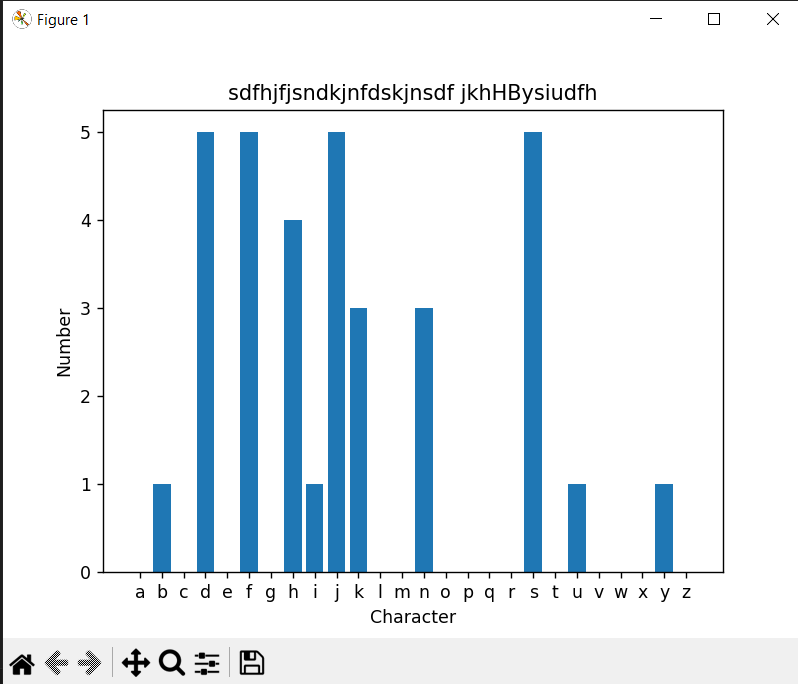 Figure 1
sdfhjfjsndkjnfdskjnsdf jkhHBysiudfh
5
4
3
2
1
0
Number
a b c d e f g h i j k l m n o p q r s t u v w x y z
Character